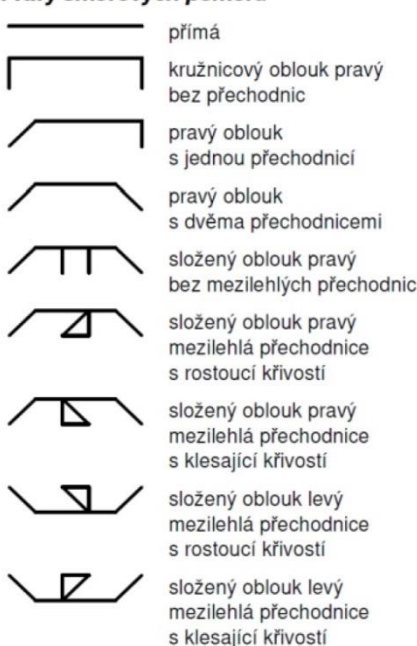 přímá
kružnicový oblouk pravý
bez přechodnic
pravý oblouk
s jednou přechodnicí
pravý oblouk
s dvěma přechodnicemi
složený oblouk pravý
bez mezilehlých přechodnic
složený oblouk pravý
mezilehlá přechodnice
s rostoucí křivostí
složený oblouk pravý
mezilehlá přechodnice
s klesající křivostí
složený oblouk levý
mezilehlá přechodnice
s rostoucí křivostí
složený oblouk levý
mezilehlá přechodnice
s klesající křivostí